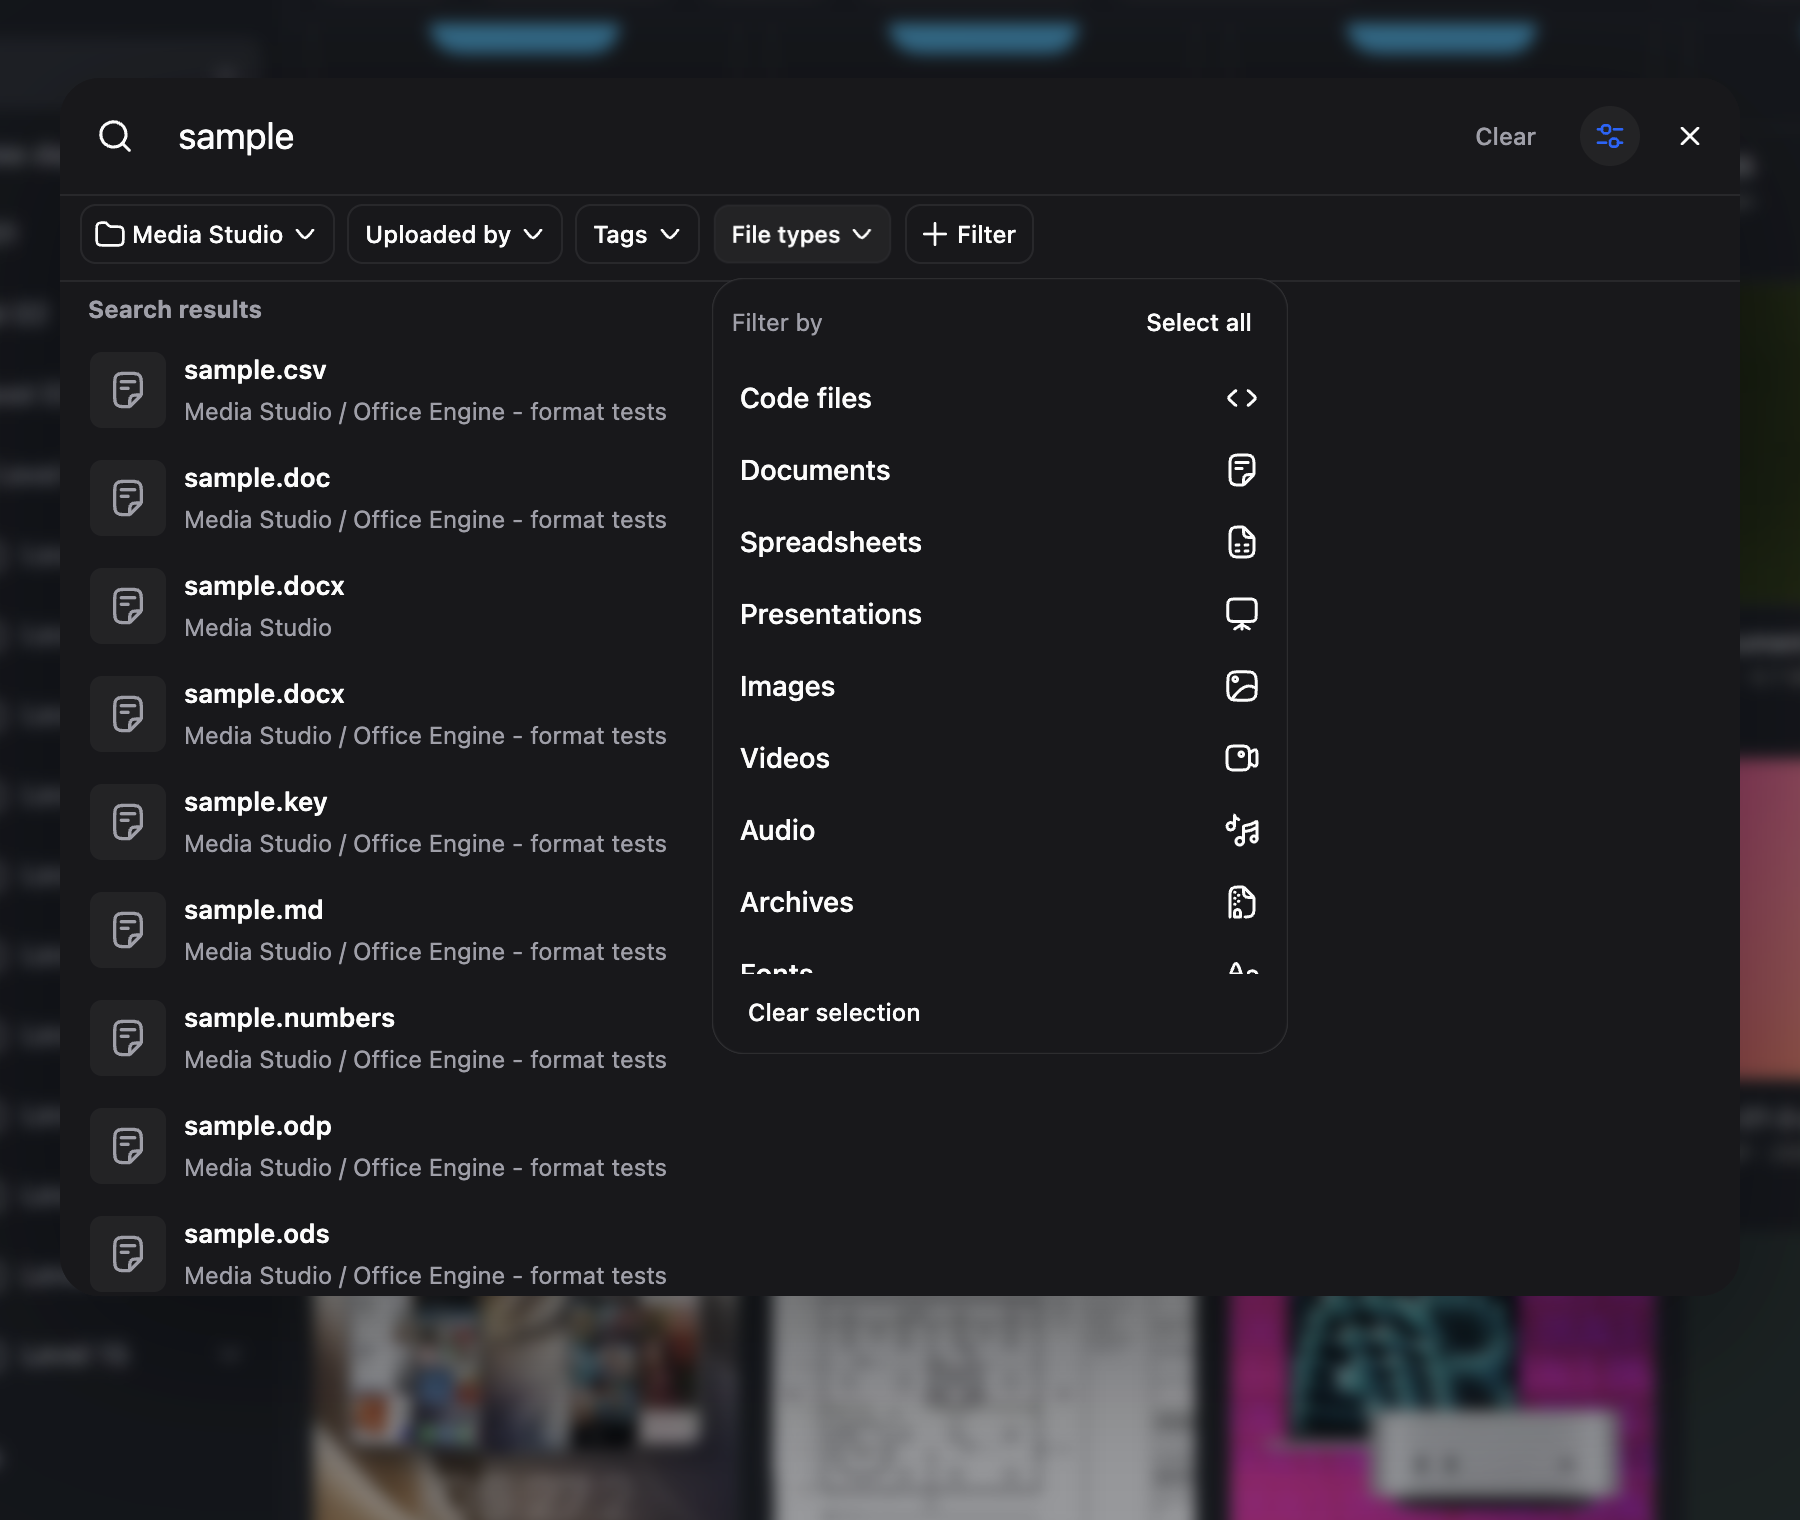 sample
Clear
Media Studio
Uploaded by
Tags
File types
Filter
Search results
sample.csv
Media Studio / Office Engine - format tests
sample.doc
Media Studio / Office Engine - format tests
sample.docx
Media Studio
sample.docx
Media Studio / Office Engine - format tests
sample.key
Media Studio / Office Engine - format tests
sample.md
Media Studio / Office Engine - format tests
sample.numbers
Media Studio / Office Engine - format tests
sample.odp
Media Studio / Office Engine - format tests
sample.ods
Media Studio / Office Engine - format tests
Filter by
Select all
Code files
Documents
Spreadsheets
Presentations
Images
Videos
Audio
Archives
Fonts
Clear selection